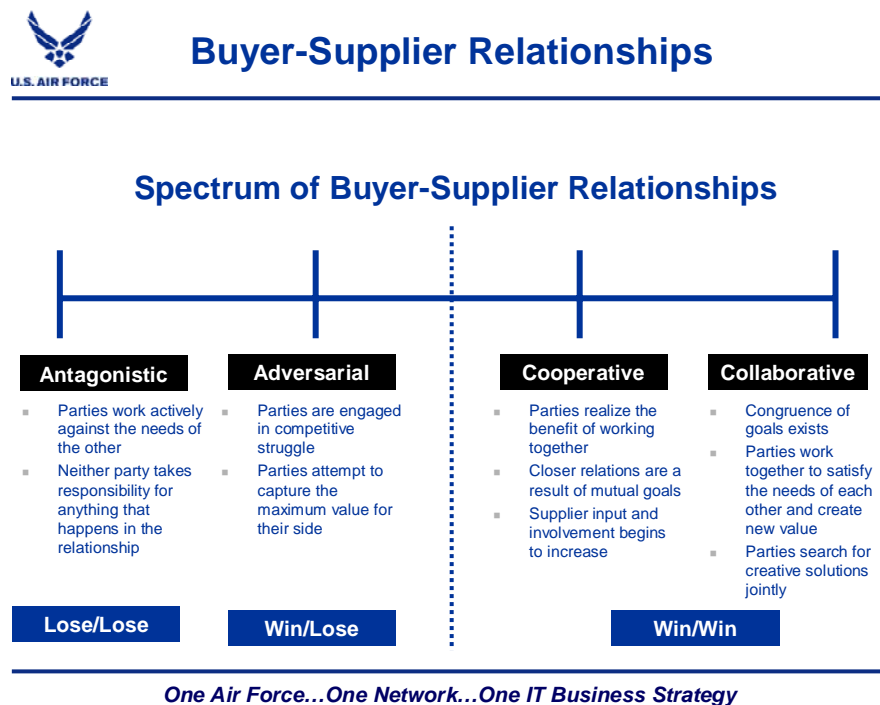 Buyer-Supplier Relationships
U.S. AIR FORCE
Spectrum of Buyer-Supplier Relationships
Antagonistic
Parties work actively
against the needs of
the other
Neither party takes
responsibility for
anything that
happens in the
relationship
Lose/Lose
Adversarial
Parties are engaged
in competitive
struggle
Parties attempt to
capture the
maximum value for
their side
Win/Lose
Cooperative
Parties realize the
benefit of working
together
Closer relations are a
result of mutual goals
Supplier input and
involvement begins
to increase
Collaborative
Congruence of
goals exists
Parties work
together to satisfy
the needs of each
other and create
new value
Parties search for
creative solutions
jointly
Win/Win
One Air Force...One Network...One IT Business Strategy